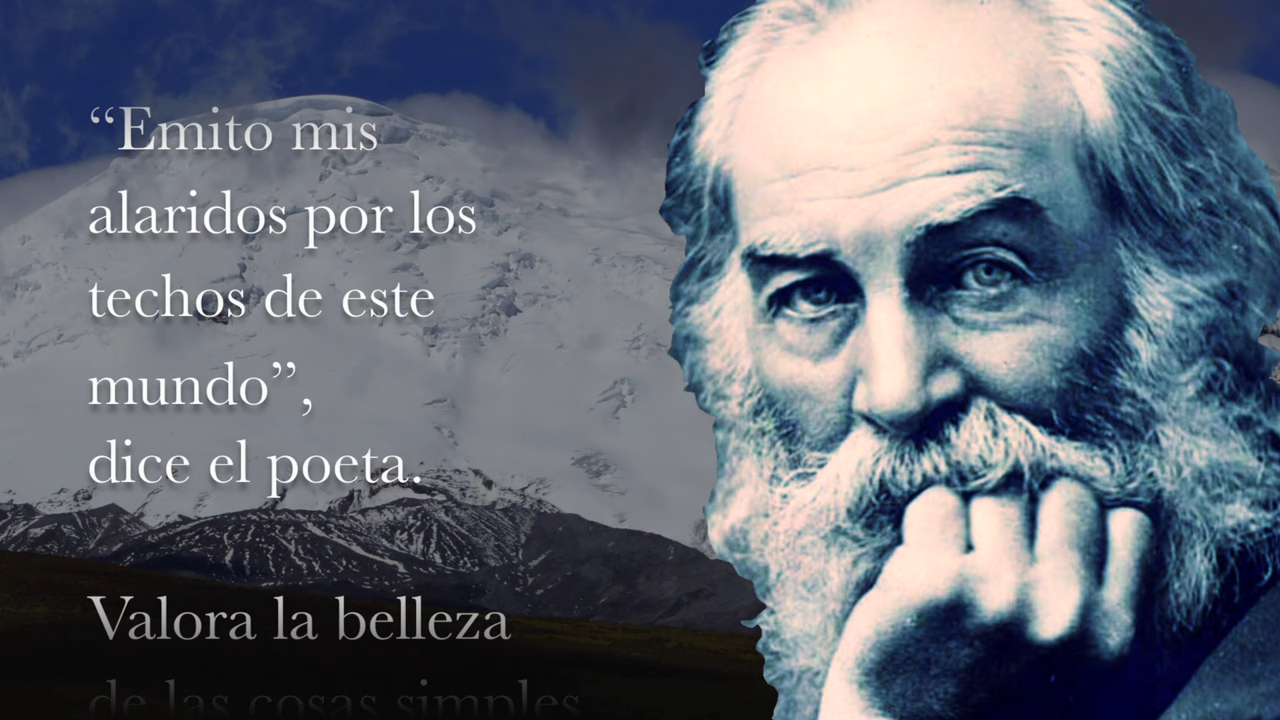 “Emito mis
alaridos por los
techos de este
mundo”,
dice el poeta.
Valora la belleza
de las cosas simples